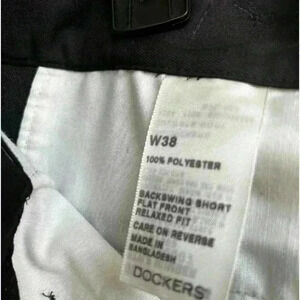 W38
100% POLYESTER
BACKSWING SHORT
FLAT FRONT
RELAXED FIT
CARE ON REVERSE
MADE IN
BANGLADESH
DOCKERS